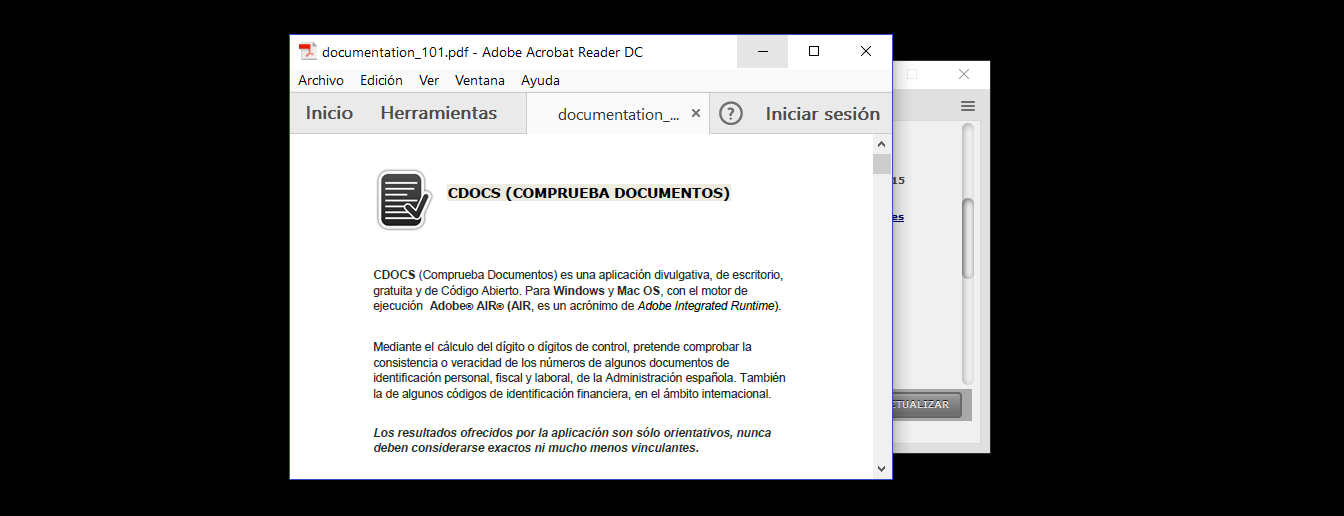 documentation_101.pdf - Adobe Acrobat Reader DC
Archivo Edición Ver Ventana Ayuda
Inicio Herramientas documentation_... Iniciar sesión
CDOCS (COMPRUEBA DOCUMENTOS)
CDOCS (Comprueba Documentos) es una aplicación divulgativa, de escritorio,
gratuita y de Código Abierto. Para Windows y Mac OS, con el motor de
ejecución Adobe® AIR® (AIR, es un acrónimo de Adobe Integrated Runtime).
Mediante el cálculo del dígito o dígitos de control, pretende comprobar la
consistencia o veracidad de los números de algunos documentos de
identificación personal, fiscal y laboral, de la Administración española. También
la de algunos códigos de identificación financiera, en el ámbito internacional.
Los resultados ofrecidos por la aplicación son sólo orientativos, nunca
deben considerarse exactos ni mucho menos vinculantes.
15
es
CTUALIZAR